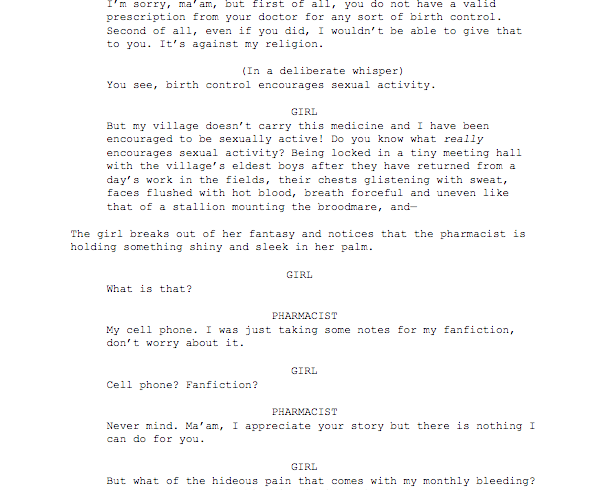 I'm sorry, ma'am, but first of all, you do not have a valid
prescription from your doctor for any sort of birth control.
Second of all, even if you did, I wouldn't be able to give that
to you. It's against my religion.
(In a deliberate whisper)
You see, birth control encourages sexual activity.
GIRL
But my village doesn't carry this medicine and I have been
encouraged to be sexually active! Do you know what really
encourages sexual activity? Being locked in a tiny meeting hall
with the village's eldest boys after they have returned from a
day's work in the fields, their chests glistening with sweat,
faces flushed with hot blood, breath forceful and uneven like
that of a stallion mounting the broodmare, and—
The girl breaks out of her fantasy and notices that the pharmacist is
holding something shiny and sleek in her palm.
GIRL
What is that?
PHARMACIST
My cell phone. I was just taking some notes for my fanfiction,
don't worry about it.
GIRL
Cell phone? Fanfiction?
PHARMACIST
Never mind. Ma'am, I appreciate your story but there is nothing I
can do for you.
GIRL
But what of the hideous pain that comes with my monthly bleeding?